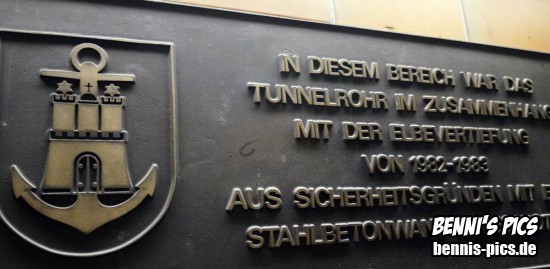 IN DIESEM BEREICH WAR DAS
TUNNELROHR IM ZUSAMMENHANG
MIT DER ELBEVERTIEFUNG
VON 1982-1983
AUS SICHERHEITSGRÜNDEN MIT
BENNI'S PICS
bennis-pics.de